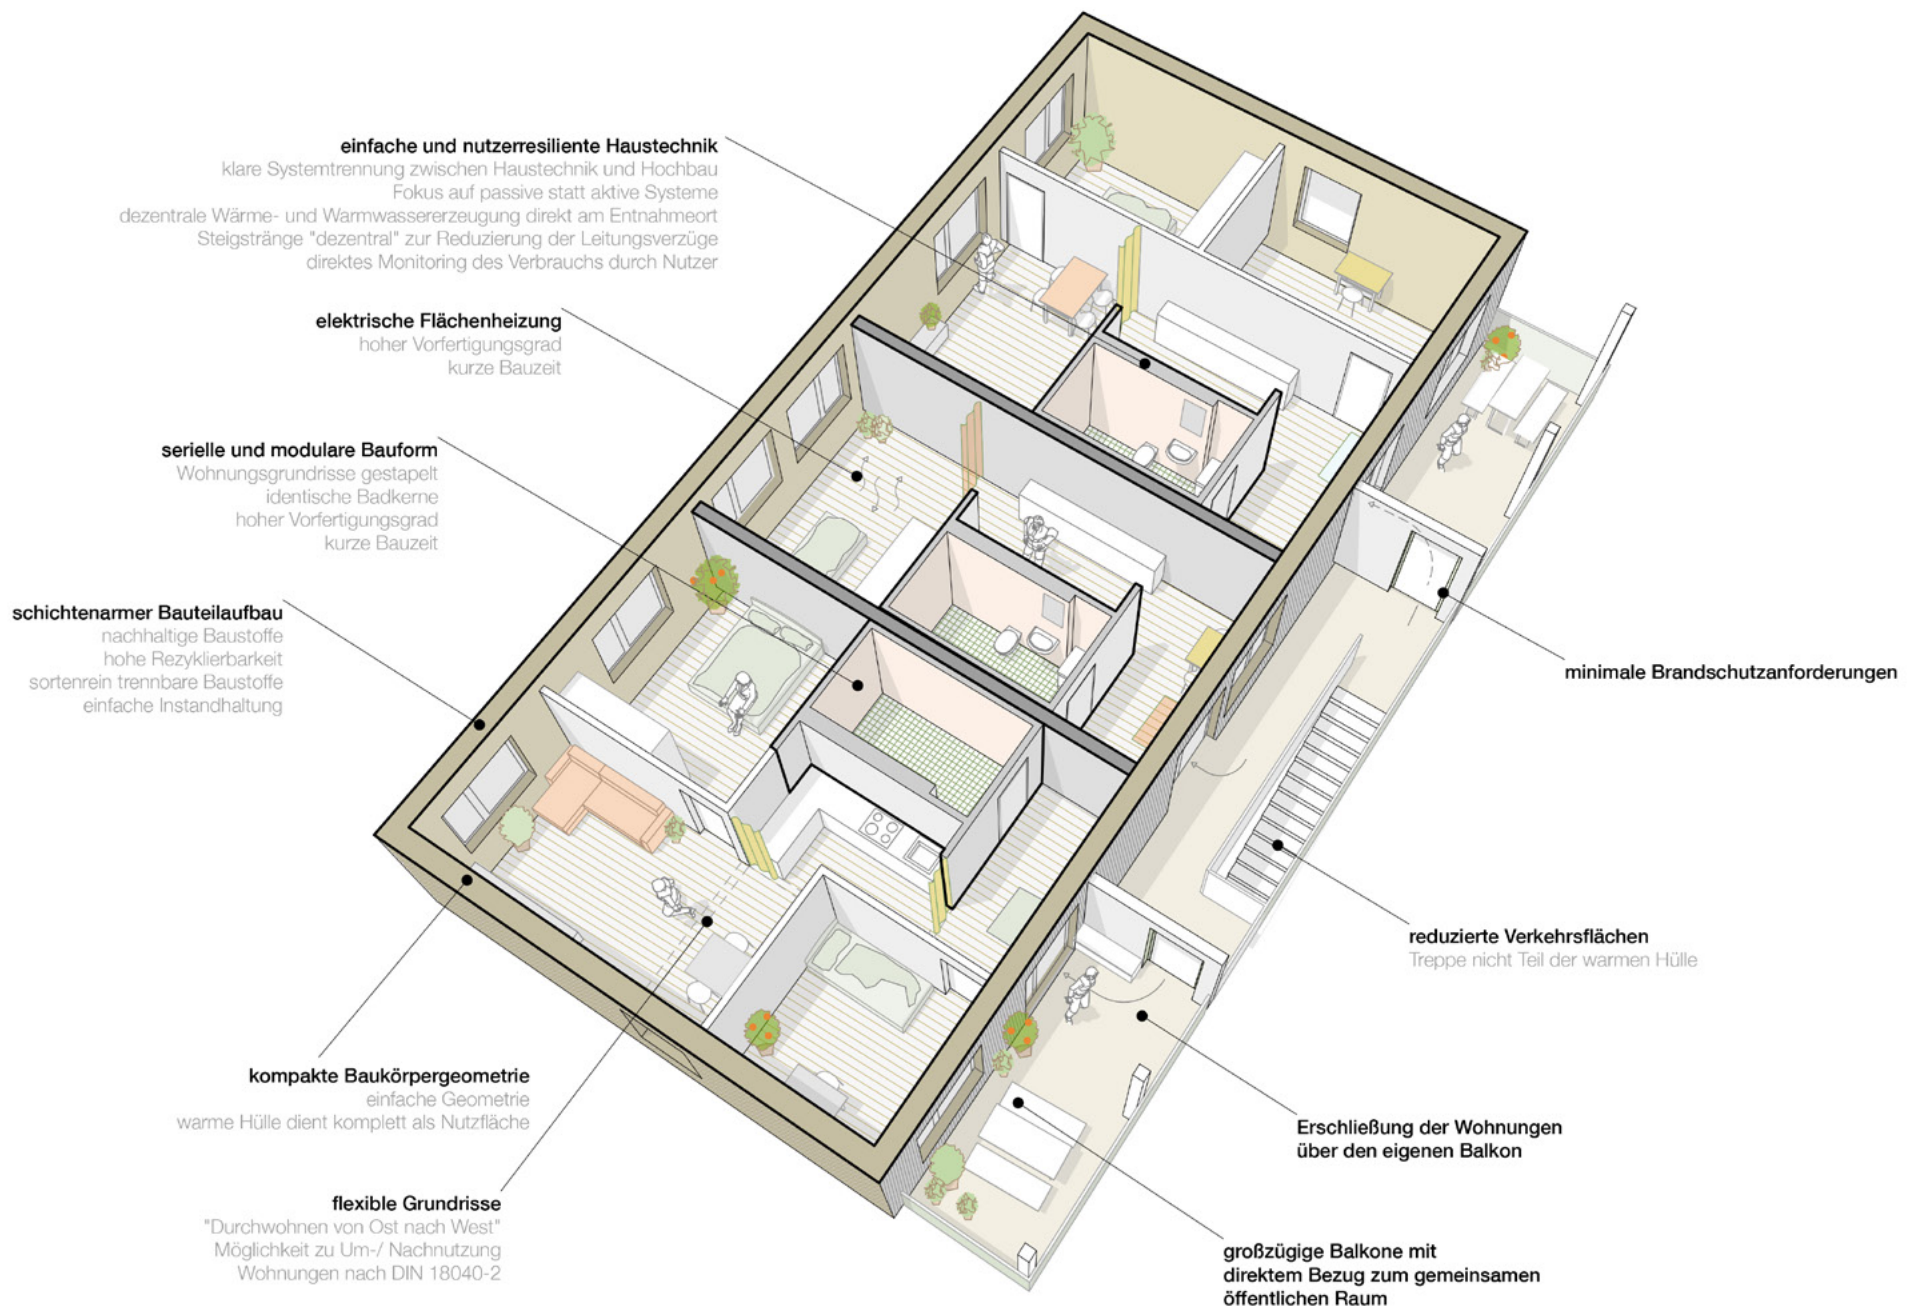 einfache und nutzerresiliente Haustechnik
klare Systemtrennung zwischen Haustechnik und Hochbau
Fokus auf passive statt aktive Systeme
dezentrale Wärme- und Warmwassererzeugung direkt am Entnahmeort
Steigstränge "dezentral" zur Reduzierung der Leitungsverzüge
direktes Monitoring des Verbrauchs durch Nutzer
elektrische Flächenheizung
hoher Vorfertigungsgrad
kurze Bauzeit
serielle und modulare Bauform
Wohnungsgrundrisse gestapelt
identische Badkerne
hoher Vorfertigungsgrad
kurze Bauzeit
schichtenarmer Bauteilaufbau
nachhaltige Baustoffe
hohe Rezyklierbarkeit
sortenrein trennbare Baustoffe
einfache Instandhaltung
kompakte Baukörpergeometrie
einfache Geometrie
warme Hülle dient komplett als Nutzfläche
flexible Grundrisse
"Durchwohnen von Ost nach West"
Möglichkeit zu Um-/ Nachnutzung
Wohnungen nach DIN 18040-2
minimale Brandschutzanforderungen
reduzierte Verkehrsflächen
Treppe nicht Teil der warmen Hülle
Erschließung der Wohnungen
über den eigenen Balkon
großzügige Balkone mit
direktem Bezug zum gemeinsamen
öffentlichen Raum